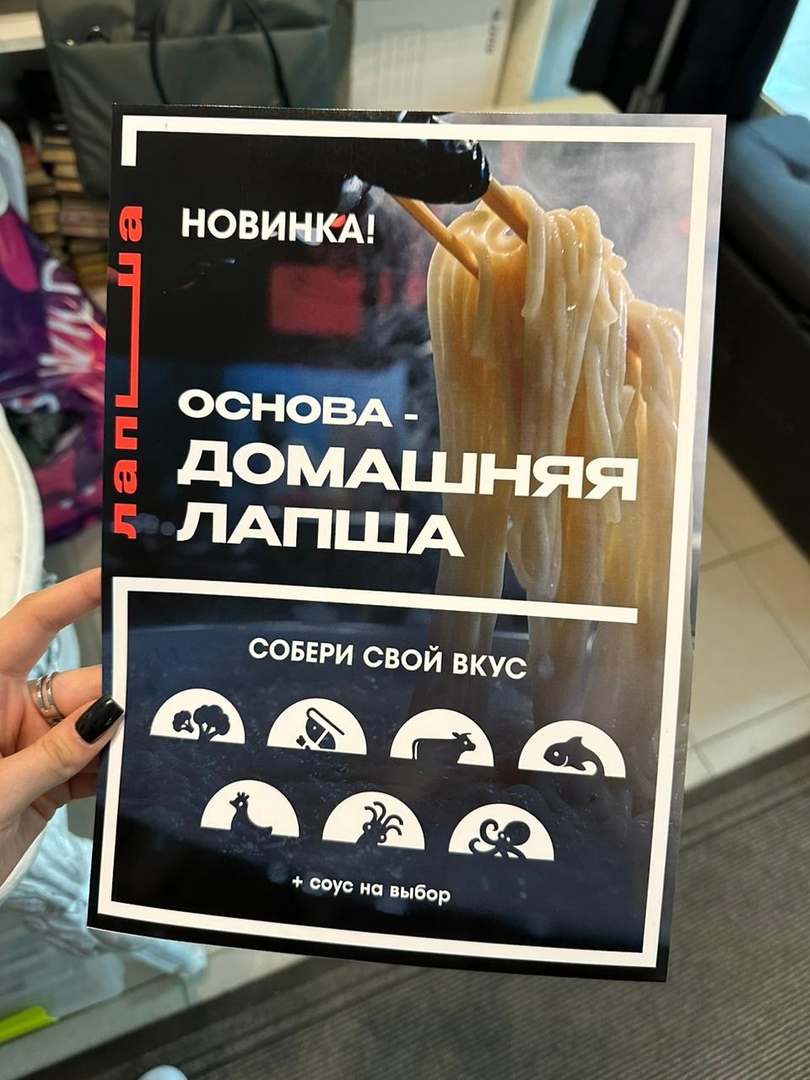 НОВИНКА!
лапша
ОСНОВА -
ДОМАШНЯЯ
ЛАПША
СОБЕРИ СВОЙ ВКУС
+ соус на выбор